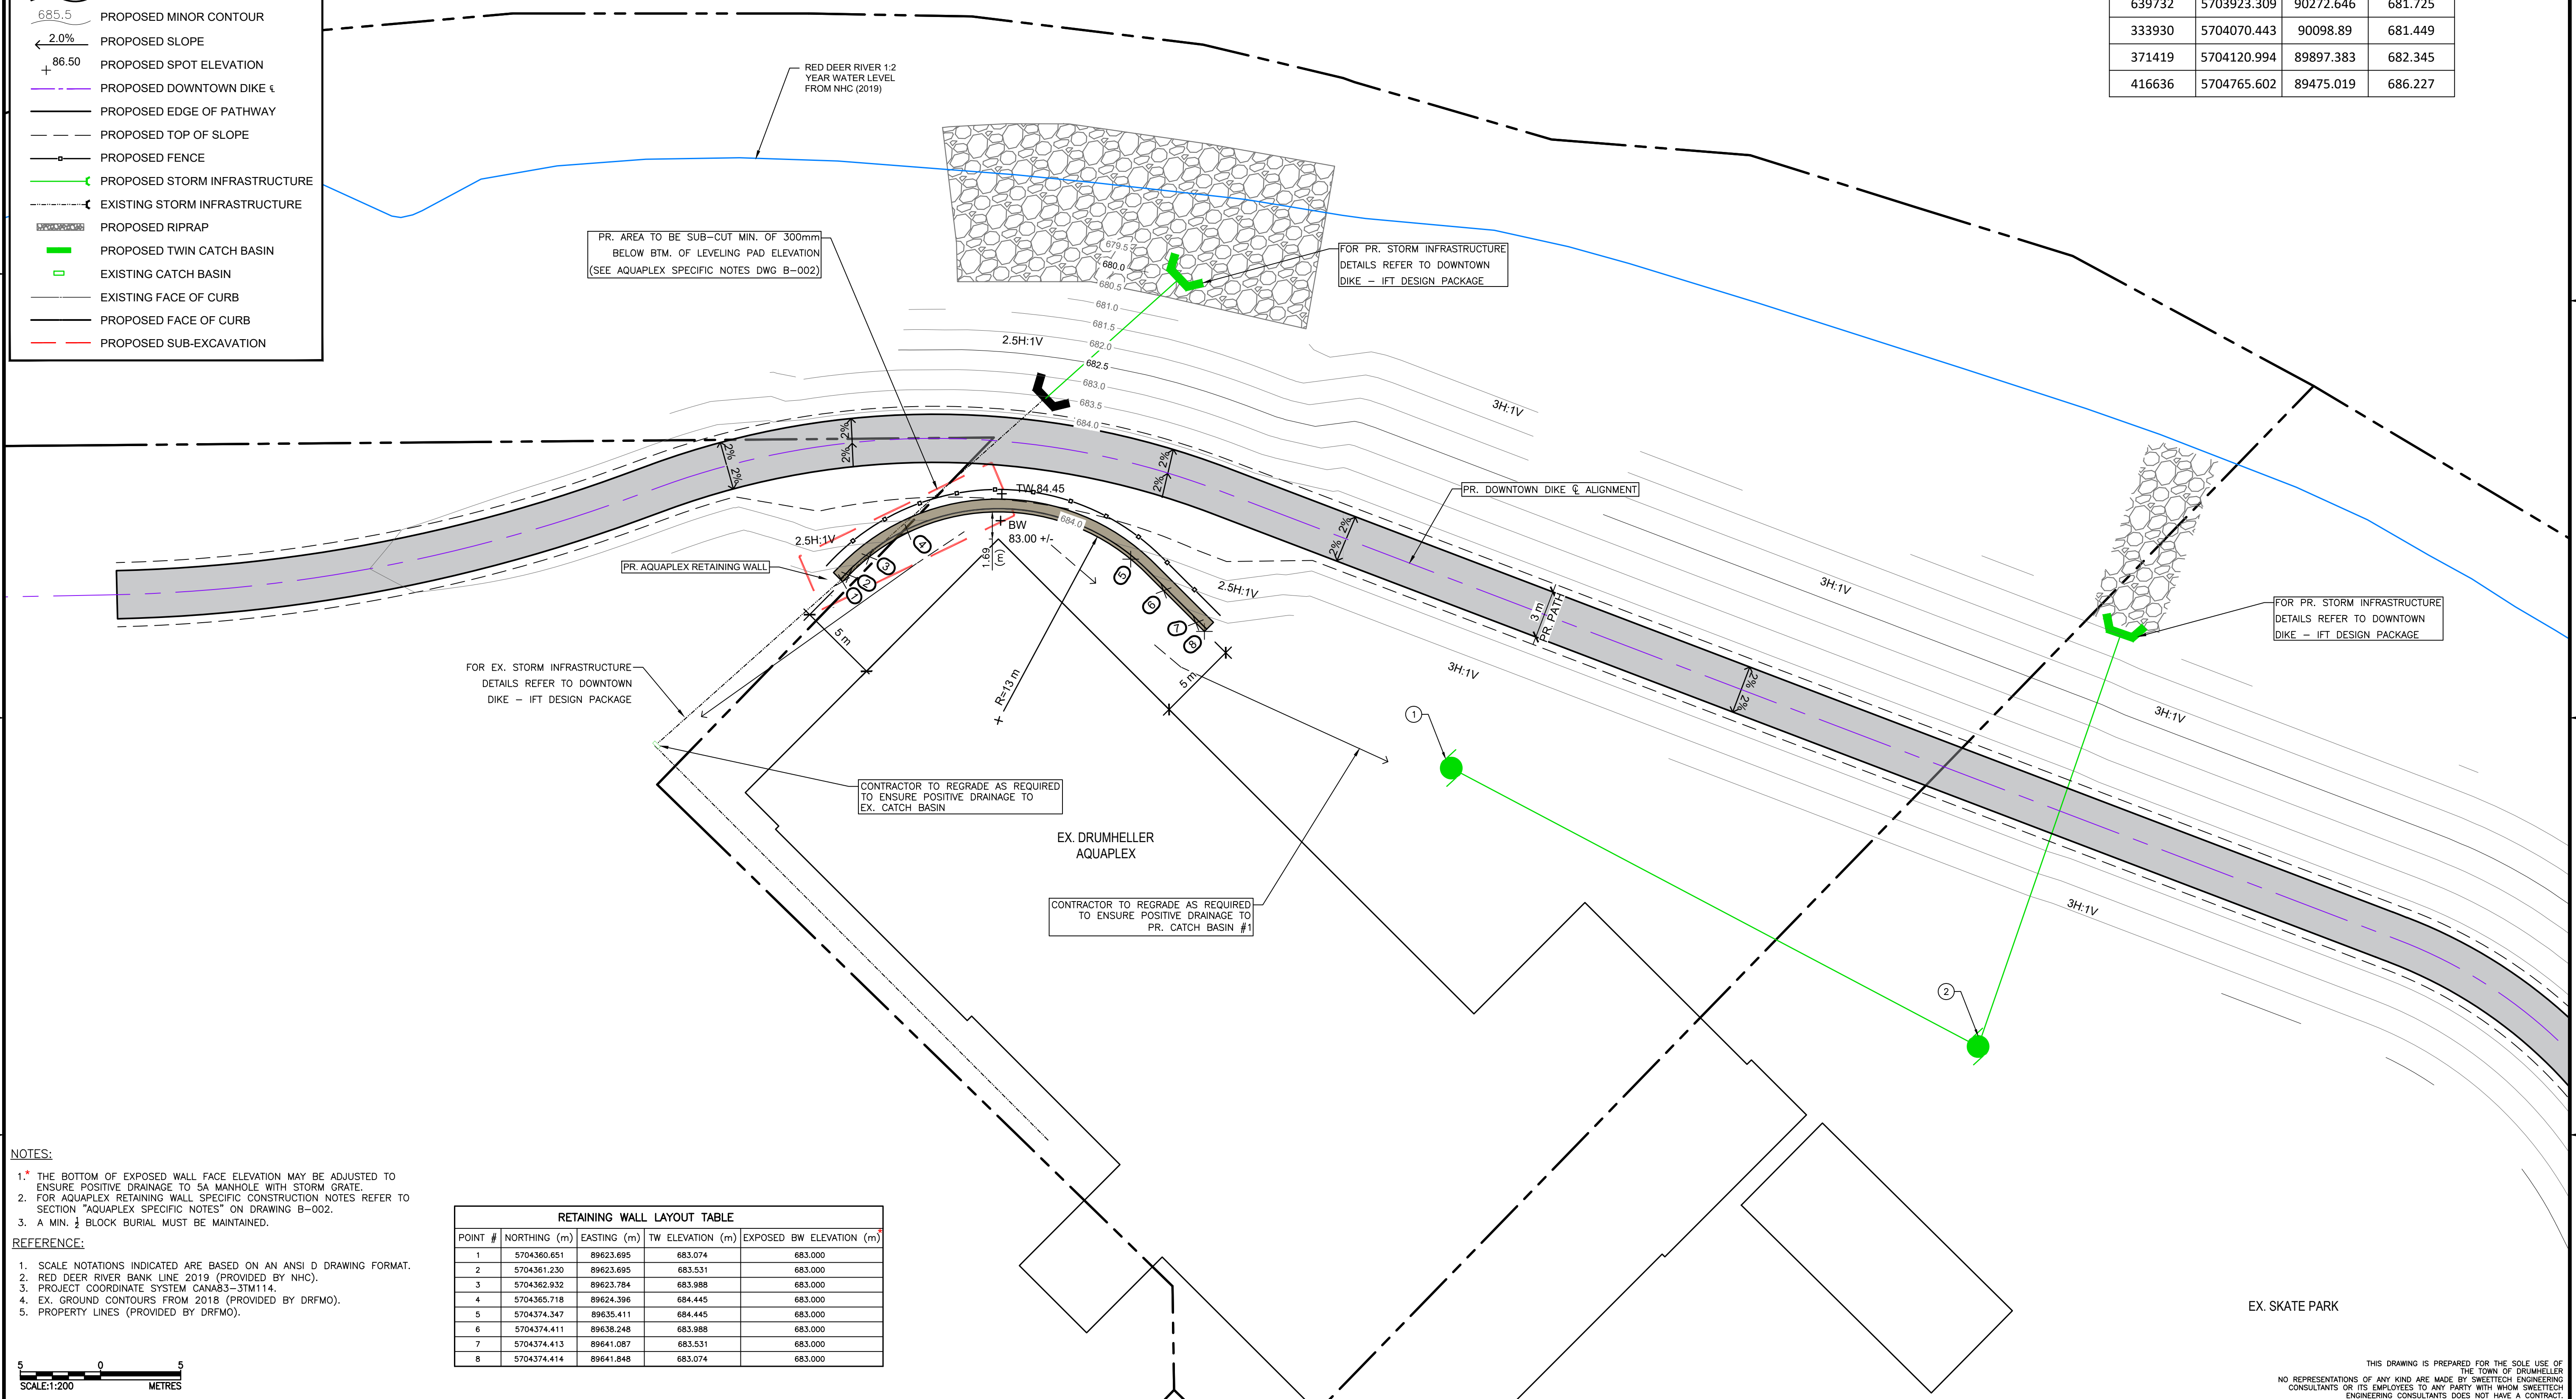 685.5 PROPOSED MINOR CONTOUR
2.0% PROPOSED SLOPE
86.50 PROPOSED SPOT ELEVATION
PROPOSED DOWNTOWN DIKE ℄
PROPOSED EDGE OF PATHWAY
PROPOSED TOP OF SLOPE
PROPOSED FENCE
PROPOSED STORM INFRASTRUCTURE
EXISTING STORM INFRASTRUCTURE
PROPOSED RIPRAP
PROPOSED TWIN CATCH BASIN
EXISTING CATCH BASIN
EXISTING FACE OF CURB
PROPOSED FACE OF CURB
PROPOSED SUB-EXCAVATION
639732 5703923.309 90272.646 681.725
333930 5704070.443 90098.89 681.449
371419 5704120.994 89897.383 682.345
416636 5704765.602 89475.019 686.227
RED DEER RIVER 1:2
YEAR WATER LEVEL
FROM NHC (2019)
PR. AREA TO BE SUB-CUT MIN. OF 300mm
BELOW BTM. OF LEVELING PAD ELEVATION
(SEE AQUAPLEX SPECIFIC NOTES DWG B-002)
FOR PR. STORM INFRASTRUCTURE
DETAILS REFER TO DOWNTOWN
DIKE - IFT DESIGN PACKAGE
679.5
680.0
680.5
681.0
681.5
682.0
682.5
683.0
683.5
684.0
2.5H:1V
3H:1V
2%
2%
2%
2%
2%
2%
TW 84.45
BW
83.00 +/-
684.0
1.69
(m)
2.5H:1V
PR. DOWNTOWN DIKE ℄ ALIGNMENT
2%
2%
PR. AQUAPLEX RETAINING WALL
1
2
3
4
5
6
7
8
2.5H:1V
3 m
PR. PATH
3H:1V
3H:1V
FOR PR. STORM INFRASTRUCTURE
DETAILS REFER TO DOWNTOWN
DIKE - IFT DESIGN PACKAGE
5 m
5 m
R=13 m
2%
2%
3H:1V
FOR EX. STORM INFRASTRUCTURE
DETAILS REFER TO DOWNTOWN
DIKE - IFT DESIGN PACKAGE
1
CONTRACTOR TO REGRADE AS REQUIRED
TO ENSURE POSITIVE DRAINAGE TO
EX. CATCH BASIN
EX. DRUMHELLER
AQUAPLEX
CONTRACTOR TO REGRADE AS REQUIRED
TO ENSURE POSITIVE DRAINAGE TO
PR. CATCH BASIN #1
3H:1V
2
NOTES:
1.* THE BOTTOM OF EXPOSED WALL FACE ELEVATION MAY BE ADJUSTED TO
ENSURE POSITIVE DRAINAGE TO 5A MANHOLE WITH STORM GRATE.
2. FOR AQUAPLEX RETAINING WALL SPECIFIC CONSTRUCTION NOTES REFER TO
SECTION "AQUAPLEX SPECIFIC NOTES" ON DRAWING B-002.
3. A MIN. ½ BLOCK BURIAL MUST BE MAINTAINED.
REFERENCE:
1. SCALE NOTATIONS INDICATED ARE BASED ON AN ANSI D DRAWING FORMAT.
2. RED DEER RIVER BANK LINE 2019 (PROVIDED BY NHC).
3. PROJECT COORDINATE SYSTEM CANA83-3TM114.
4. EX. GROUND CONTOURS FROM 2018 (PROVIDED BY DRFMO).
5. PROPERTY LINES (PROVIDED BY DRFMO).
5 0 5
SCALE:1:200 METRES
RETAINING WALL LAYOUT TABLE
POINT # NORTHING (m) EASTING (m) TW ELEVATION (m) EXPOSED BW ELEVATION (m)*
1 5704360.651 89623.695 683.074 683.000
2 5704361.230 89623.695 683.531 683.000
3 5704362.932 89623.784 683.988 683.000
4 5704365.718 89624.396 684.445 683.000
5 5704374.347 89635.411 684.445 683.000
6 5704374.411 89638.248 683.988 683.000
7 5704374.413 89641.087 683.531 683.000
8 5704374.414 89641.848 683.074 683.000
EX. SKATE PARK
THIS DRAWING IS PREPARED FOR THE SOLE USE OF
THE TOWN OF DRUMHELLER
NO REPRESENTATIONS OF ANY KIND ARE MADE BY SWEETTECH ENGINEERING
CONSULTANTS OR ITS EMPLOYEES TO ANY PARTY WITH WHOM SWEETTECH
ENGINEERING CONSULTANTS DOES NOT HAVE A CONTRACT.